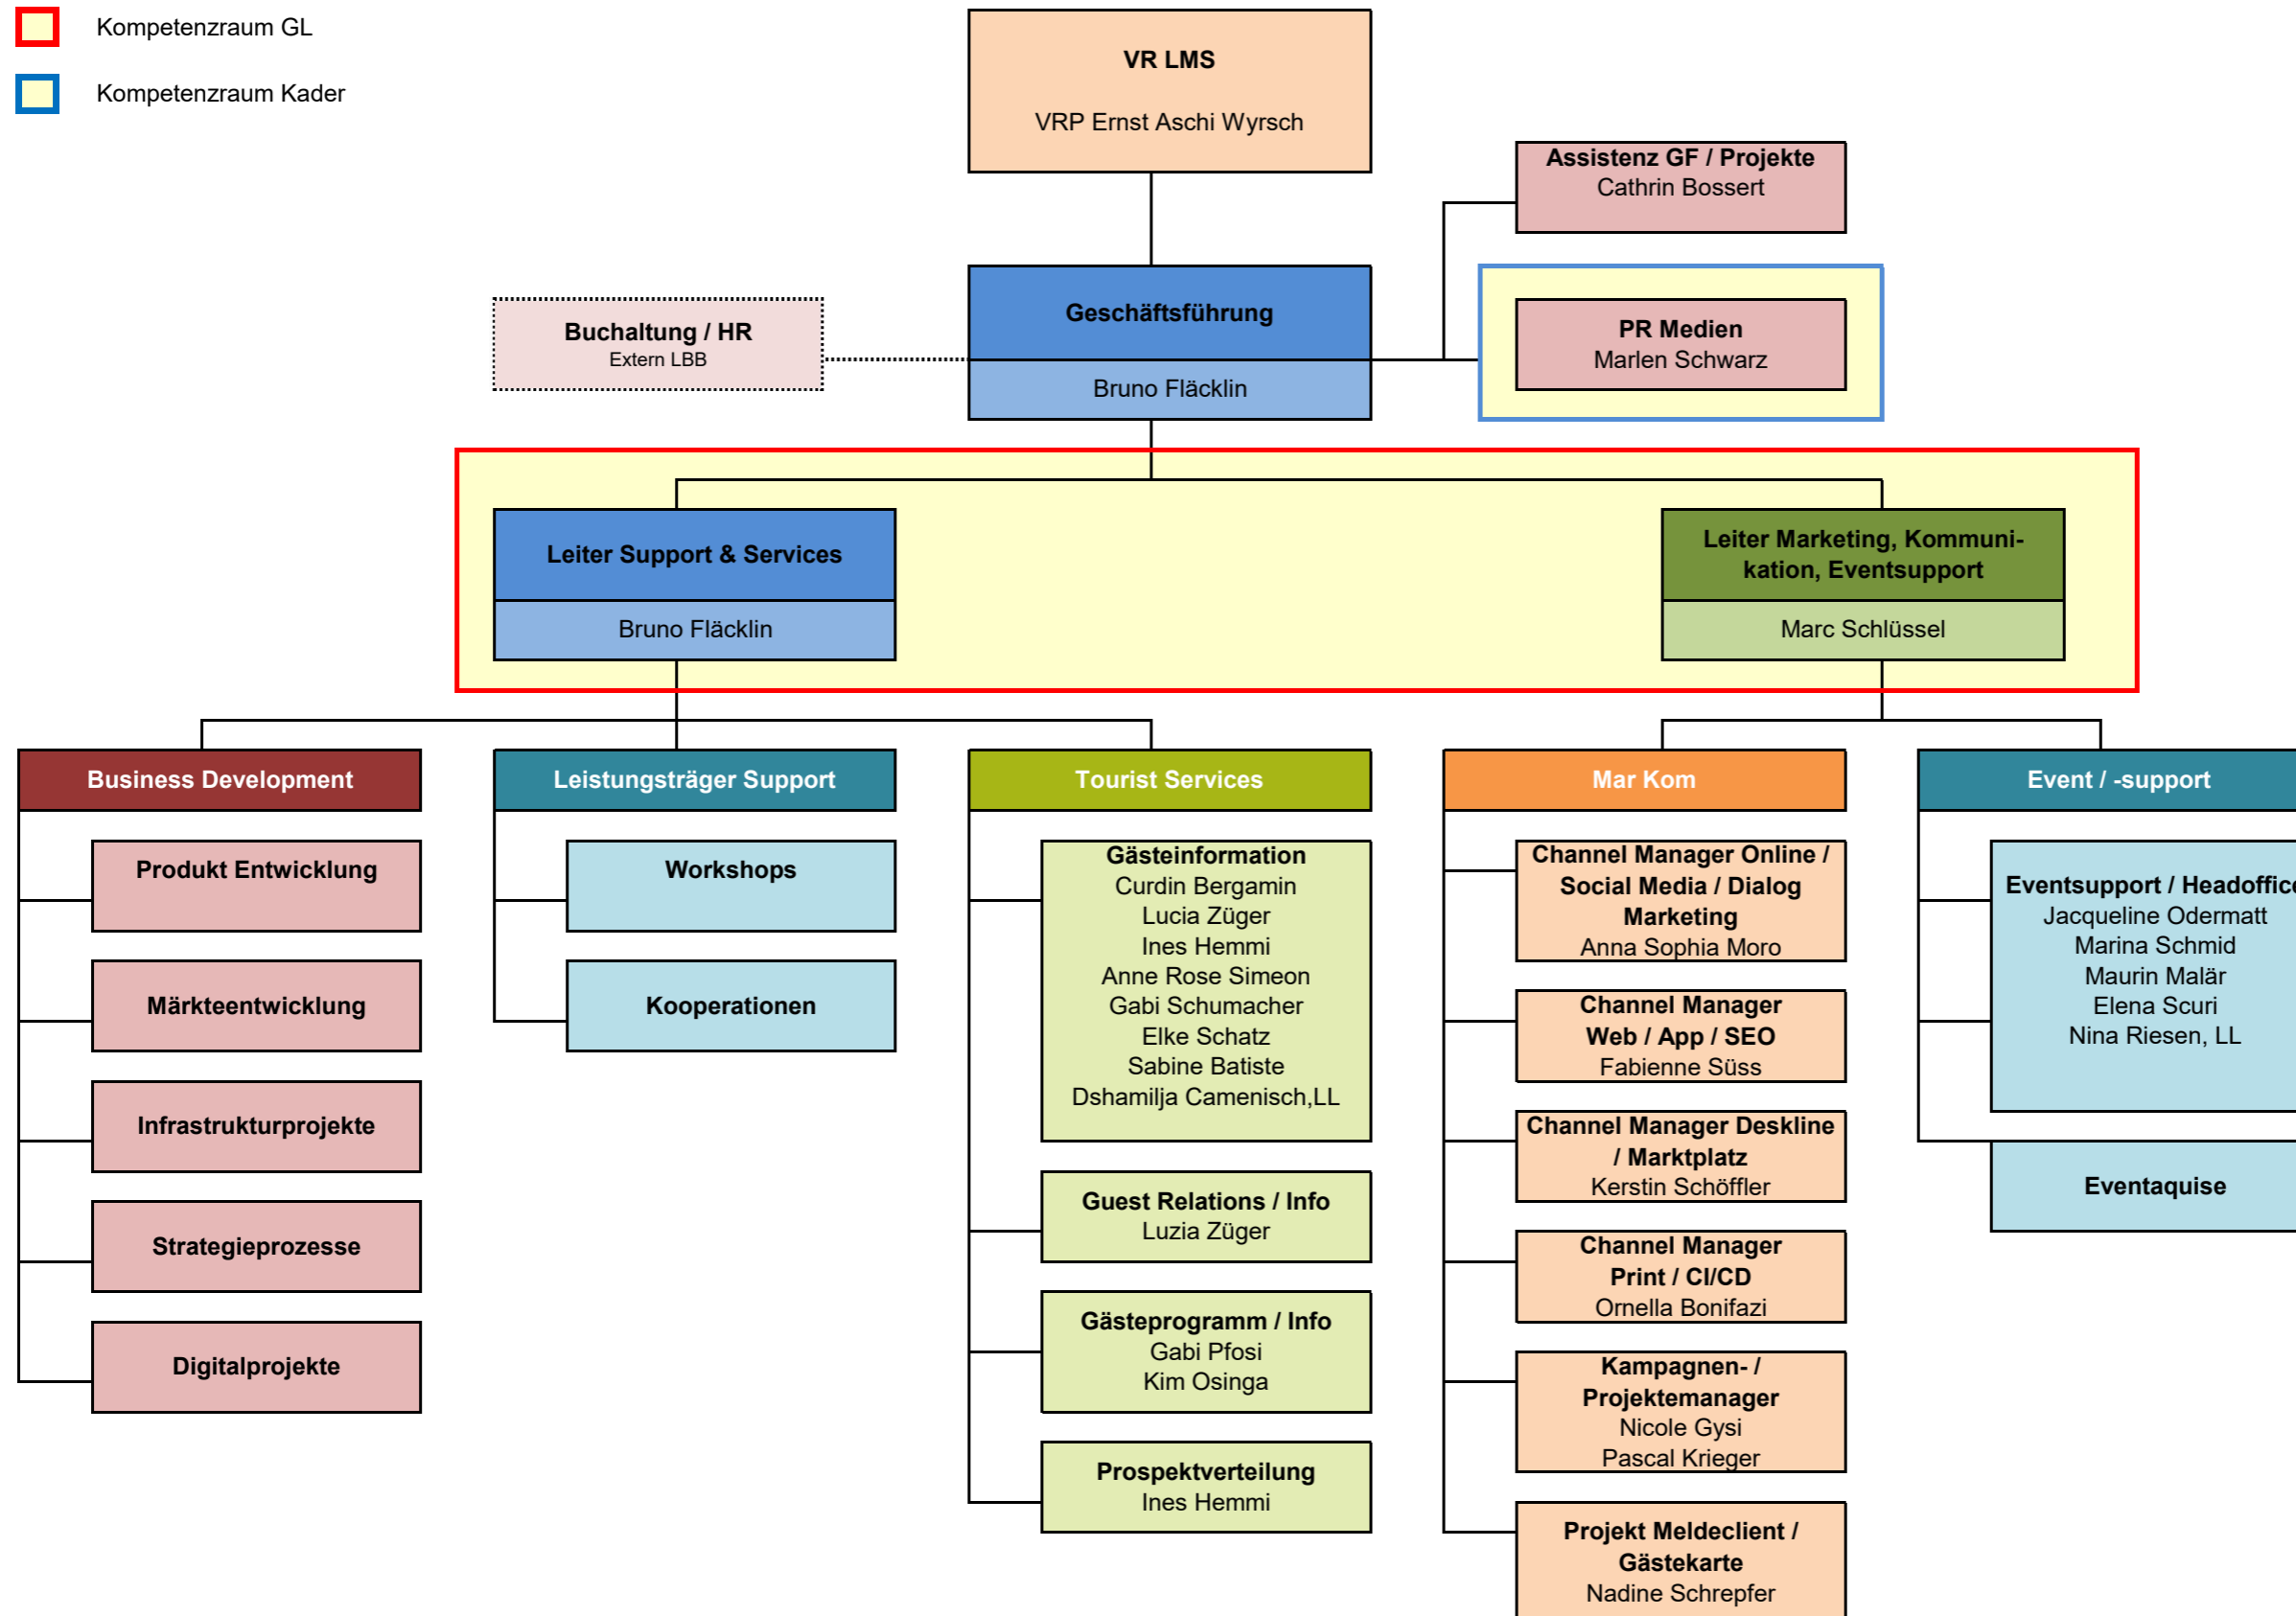 Kompetenzraum GL
Kompetenzraum Kader
VR LMS
VRP Ernst Aschi Wyrsch
Assistenz GF / Projekte
Cathrin Bossert
Geschäftsführung
Bruno Fläcklin
Buchaltung / HR
Extern LBB
PR Medien
Marlen Schwarz
Leiter Support & Services
Bruno Fläcklin
Leiter Marketing, Kommuni-
kation, Eventsupport
Marc Schlüssel
Business Development
Produkt Entwicklung
Märkteentwicklung
Infrastrukturprojekte
Strategieprozesse
Digitalprojekte
Leistungsträger Support
Workshops
Kooperationen
Tourist Services
Gästeinformation
Curdin Bergamin
Lucia Züger
Ines Hemmi
Anne Rose Simeon
Gabi Schumacher
Elke Schatz
Sabine Batiste
Dshamilja Camenisch,LL
Guest Relations / Info
Luzia Züger
Gästeprogramm / Info
Gabi Pfosi
Kim Osinga
Prospektverteilung
Ines Hemmi
Mar Kom
Channel Manager Online /
Social Media / Dialog
Marketing
Anna Sophia Moro
Channel Manager
Web / App / SEO
Fabienne Süss
Channel Manager Deskline
/ Marktplatz
Kerstin Schöffler
Channel Manager
Print / CI/CD
Ornella Bonifazi
Kampagnen- /
Projektemanager
Nicole Gysi
Pascal Krieger
Projekt Meldeclient /
Gästekarte
Nadine Schrepfer
Event / -support
Eventsupport / Headoffice
Jacqueline Odermatt
Marina Schmid
Maurin Malär
Elena Scuri
Nina Riesen, LL
Eventaquise